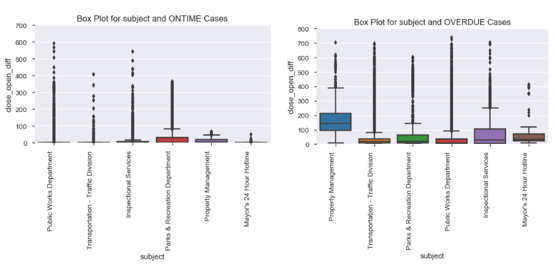 Box Plot for subject and ONTIME Cases
700
600
500
400
300
200
100
0
close_open_diff
Public Works Department
Transportation - Traffic Division
Inspectional Services
Parks & Recreation Department
Property Management
Mayor's 24 Hour Hotline
subject
Box Plot for subject and OVERDUE Cases
800
700
600
500
400
300
200
100
0
close_open_diff
Property Management
Transportation - Traffic Division
Parks & Recreation Department
Public Works Department
Inspectional Services
Mayor's 24 Hour Hotline
subject